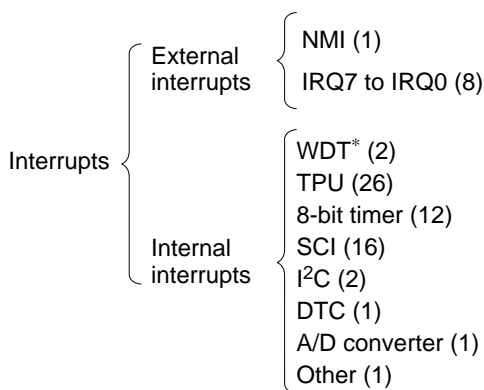 Interrupts
External
interrupts
NMI (1)
IRQ7 to IRQ0 (8)
Internal
interrupts
WDT* (2)
TPU (26)
8-bit timer (12)
SCI (16)
I²C (2)
DTC (1)
A/D converter (1)
Other (1)